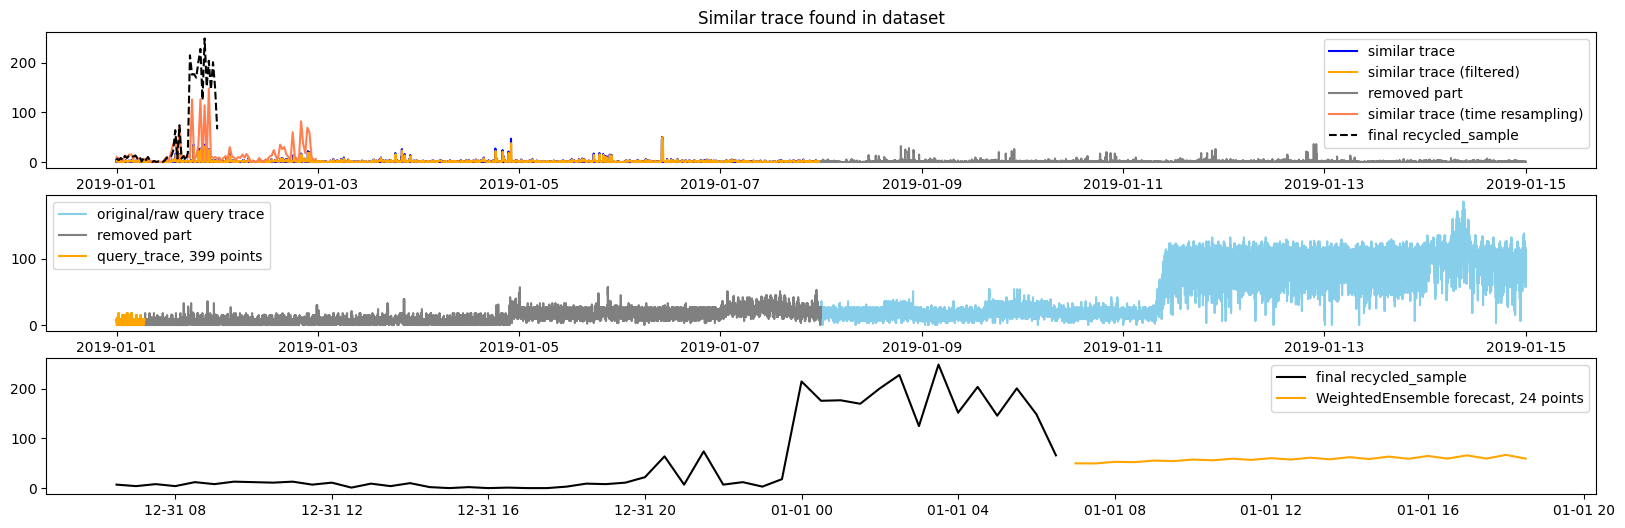 Similar trace found in dataset
200
100
0
similar trace
similar trace (filtered)
removed part
similar trace (time resampling)
final recycled_sample
2019-01-01 2019-01-03 2019-01-05 2019-01-07 2019-01-09 2019-01-11 2019-01-13 2019-01-15
100
0
original/raw query trace
removed part
query_trace, 399 points
2019-01-01 2019-01-03 2019-01-05 2019-01-07 2019-01-09 2019-01-11 2019-01-13 2019-01-15
200
100
0
final recycled_sample
WeightedEnsemble forecast, 24 points
12-31 08 12-31 12 12-31 16 12-31 20 01-01 00 01-01 04 01-01 08 01-01 12 01-01 16 01-01 20